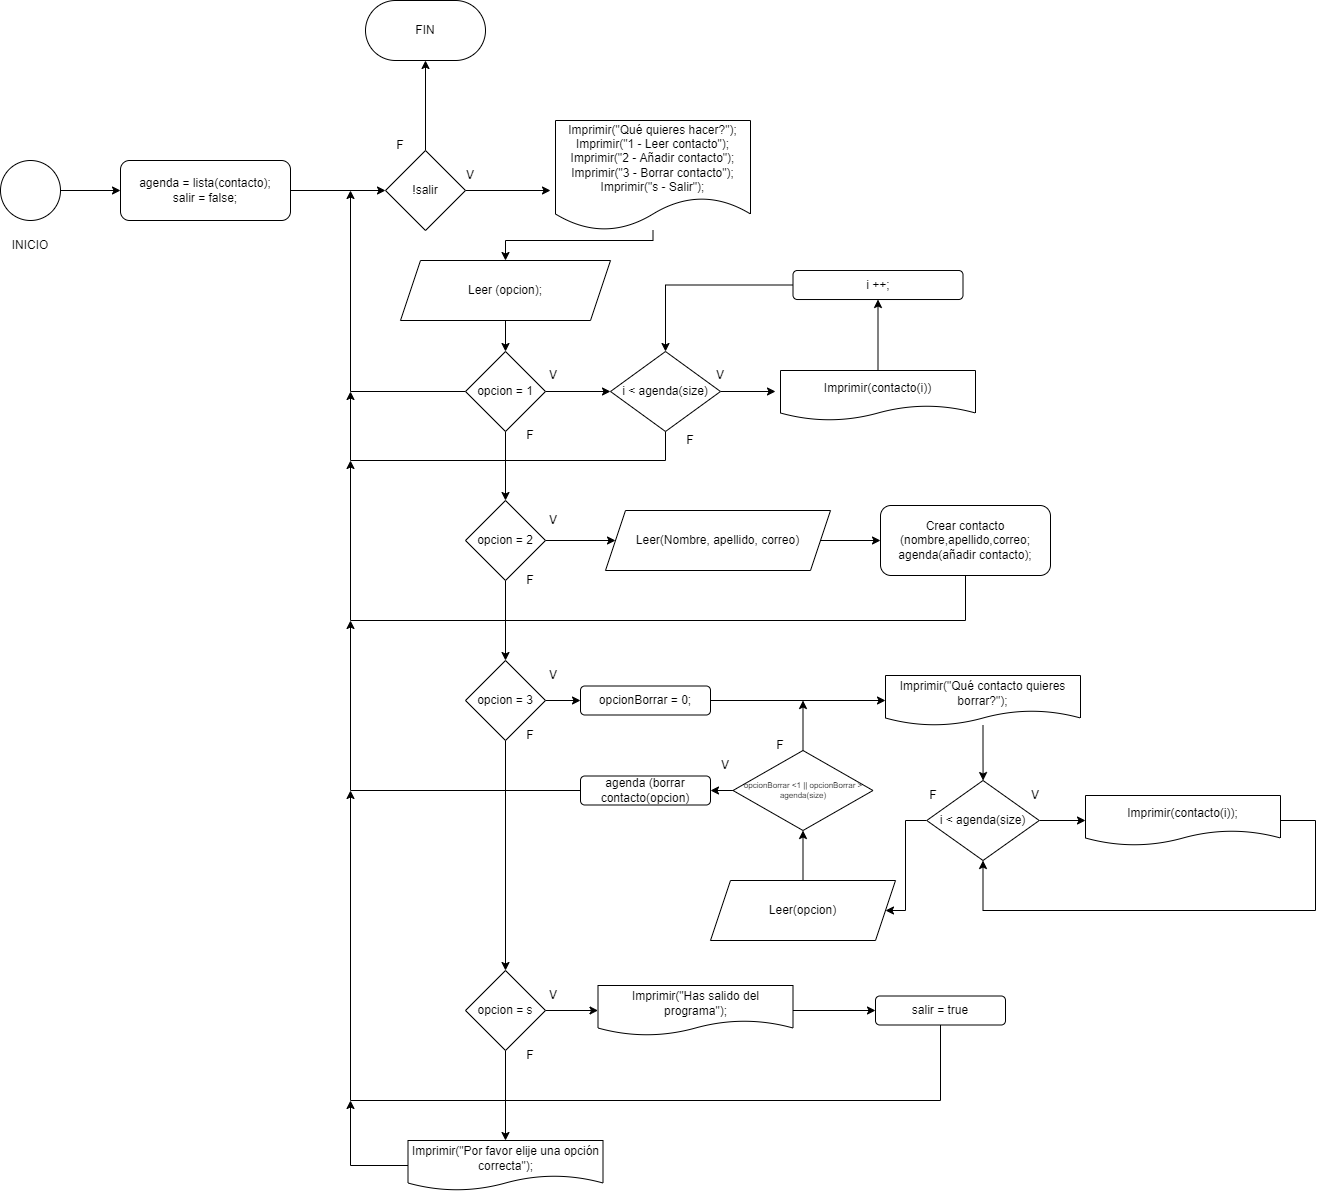 FIN
F
Imprimir("Qué quieres hacer?");
Imprimir("1 - Leer contacto");
Imprimir("2 - Añadir contacto");
Imprimir("3 - Borrar contacto");
Imprimir("s - Salir");
agenda = lista(contacto);
salir = false;
!salir
V
INICIO
Leer (opcion);
i ++;
opcion = 1
V
i < agenda(size)
V
Imprimir(contacto(i))
F
F
opcion = 2
V
Leer(Nombre, apellido, correo)
Crear contacto
(nombre,apellido,correo;
agenda(añadir contacto);
F
opcion = 3
V
opcionBorrar = 0;
Imprimir("Qué contacto quieres
borrar?");
F
F
V
agenda (borrar
contacto(opcion)
opcionBorrar <1 || opcionBorrar >
agenda(size)
F
V
i < agenda(size)
Imprimir(contacto(i));
Leer(opcion)
opcion = s
V
Imprimir("Has salido del
programa");
salir = true
F
Imprimir("Por favor elije una opción
correcta");